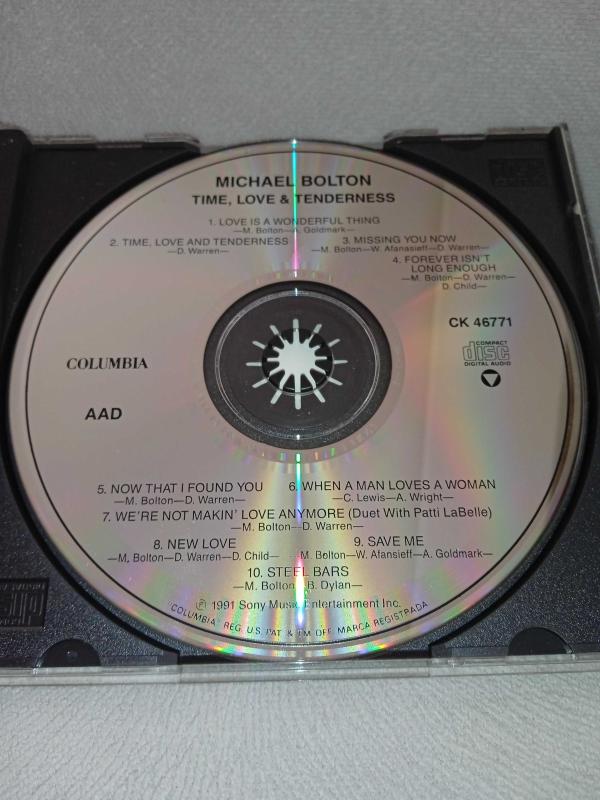 MICHAEL BOLTON
TIME, LOVE & TENDERNESS
1. LOVE IS A WONDERFUL THING
—M. Bolton—A. Goldmark—
2. TIME, LOVE AND TENDERNESS
—D. Warren—
3. MISSING YOU NOW
—M. Bolton—W. Afanasieff—D. Warren—
4. FOREVER ISN'T
LONG ENOUGH
—M. Bolton—D. Warren—
D. Child—
CK 46771
COMPACT
disc
DIGITAL AUDIO
COLUMBIA
AAD
5. NOW THAT I FOUND YOU
—M. Bolton—D. Warren—
6. WHEN A MAN LOVES A WOMAN
—C. Lewis—A. Wright—
7. WE'RE NOT MAKIN' LOVE ANYMORE (Duet With Patti LaBelle)
—M. Bolton—D. Warren—
8. NEW LOVE
—M. Bolton—D. Warren—D. Child—
9. SAVE ME
M. Belton—W. Afansieff—A. Goldmark—
10. STEEL BARS
—M. Bolton—B. Dylan—
℗ 1991 Sony Music Entertainment Inc.
"COLUMBIA" REG. U.S. PAT. & TM. OFF. MARCA REGISTRADA